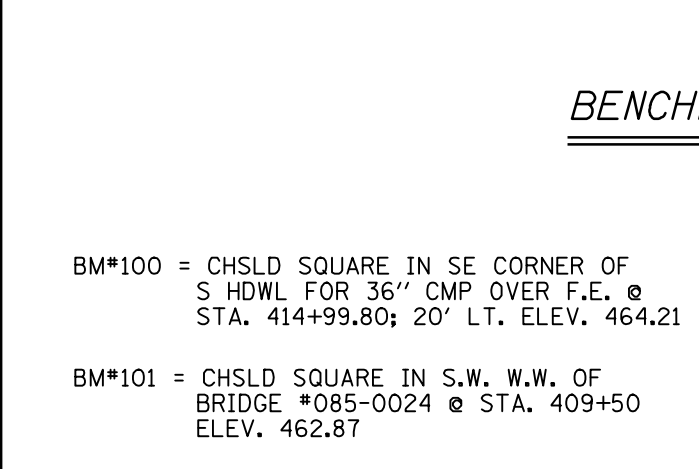 BENCH
BM#100 = CHSLD SQUARE IN SE CORNER OF
S HDWL FOR 36" CMP OVER F.E. @
STA. 414+99.80; 20' LT. ELEV. 464.21
BM#101 = CHSLD SQUARE IN S.W. W.W. OF
BRIDGE #085-0024 @ STA. 409+50
ELEV. 462.87